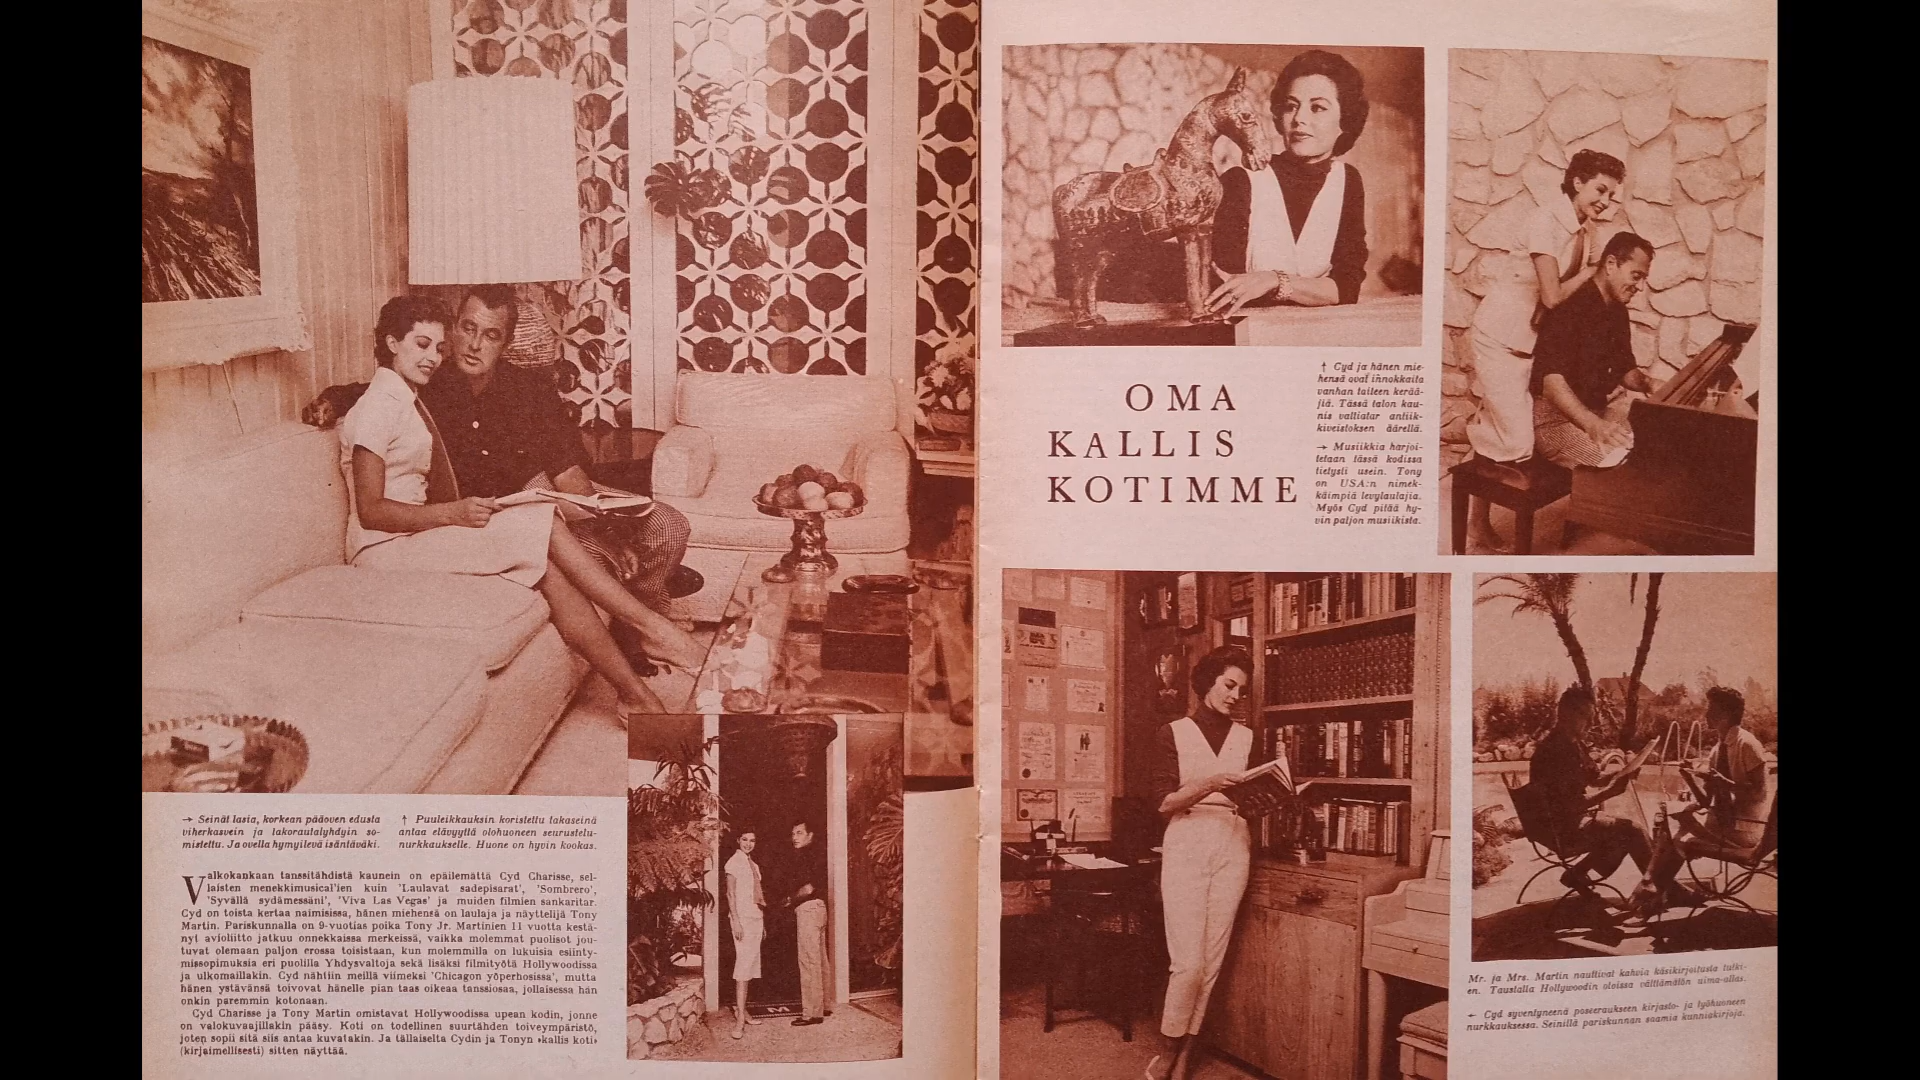 → Seinät lasia, korkean pääoven edusta
viherkasvein ja takorautalyhdyin so-
mistettu. Ja ovella hymyilevä isäntäväki.
↑ Puuleikkauksin koristettu takaseinä
antaa elävyyttä olohuoneen seurustelu-
nurkkaukselle. Huone on hyvin kookas.
Valkokankaan tanssitähdistä kaunein on epäilemättä Cyd Charisse, sel-
laisten menekkimusical'ien kuin 'Laulavat sadepisarat', 'Sombrero',
'Syvällä sydämessäni', 'Viva Las Vegas' ja muiden filmien sankaritar.
Cyd on toista kertaa naimisissa, hänen miehensä on laulaja ja näyttelijä Tony
Martin. Pariskunnalla on 9-vuotias poika Tony Jr. Martinien 11 vuotta kestä-
nyt avioliitto jatkuu onnekkaissa merkeissä, vaikka molemmat puolisot jou-
tuvat olemaan paljon erossa toisistaan, kun molemmilla on lukuisia esiinty-
missopimuksia eri puolilla Yhdysvaltoja sekä lisäksi filmityötä Hollywoodissa
ja ulkomaillakin. Cyd nähtiin meillä viimeksi 'Chicagon yöperhosissa', mutta
hänen ystävänsä toivovat hänelle pian taas oikeaa tanssiosaa, jollaisessa hän
onkin paremmin kotonaan.
Cyd Charisse ja Tony Martin omistavat Hollywoodissa upean kodin, jonne
on valokuvaajillakin pääsy. Koti on todellinen suurtähden toiveympäristö,
joten sopii sitä siis antaa kuvatakin. Ja tällaiselta Cydin ja Tonyn »kallis koti»
(kirjaimellisesti) sitten näyttää.
M
OMA
KALLIS
KOTIMME
↑ Cyd ja hänen mie-
hensä ovat innokkaita
vanhan taiteen kerää-
jiä. Tässä talon kau-
nis valtiatar antiik-
kiveistoksen äärellä.
→ Musiikkia harjoi-
tetaan tässä kodissa
tietysti usein. Tony
on USA:n nimek-
käimpiä levylaulajia.
Myös Cyd pitää hy-
vin paljon musiikista.
Mr. ja Mrs. Martin nauttivat kahvia käsikirjoitusta tutki-
en. Taustalla Hollywoodin oloissa välttämätön uima-allas.
← Cyd syventyneenä poseeraukseen kirjasto- ja työhuoneen
nurkkauksessa. Seinillä pariskunnan saamia kunniakirjoja.